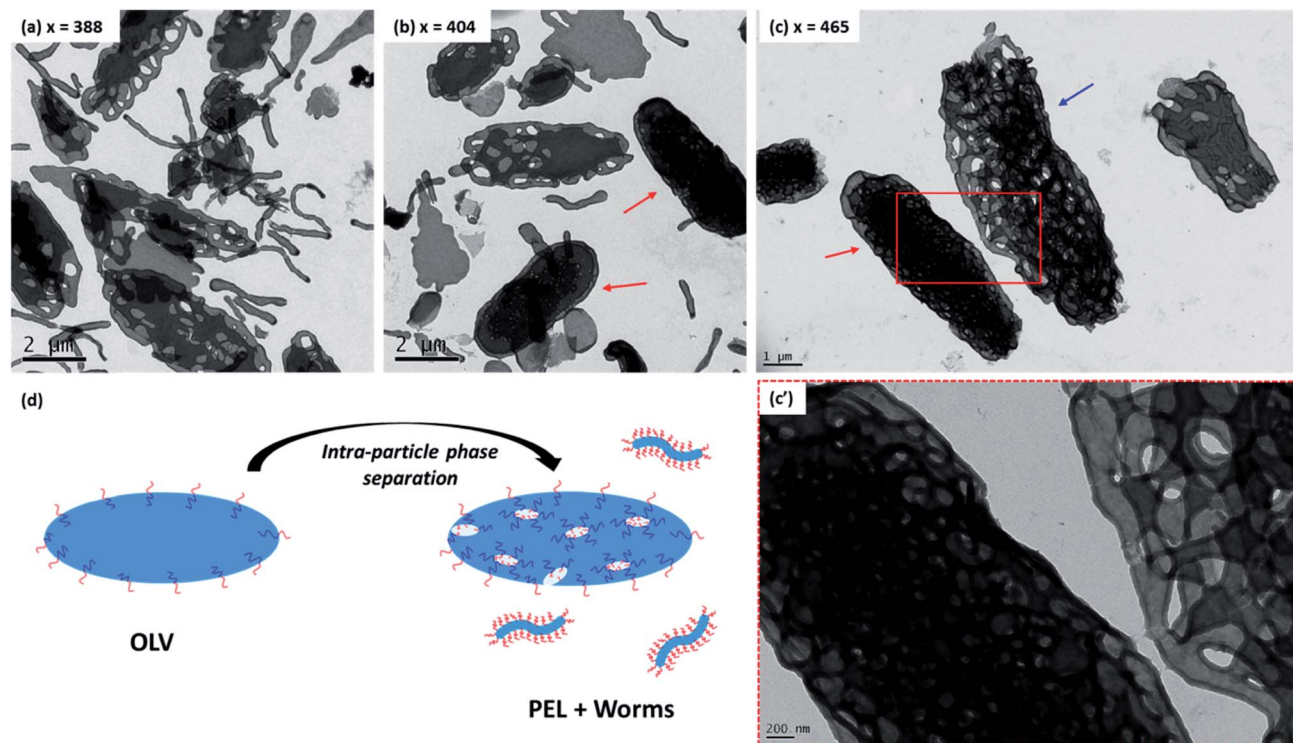 (a) x = 388
2 μm
(b) x = 404
2 μm
(c) x = 465
1 μm
(d)
Intra-particle phase
separation
OLV
PEL + Worms
(c')
200 nm